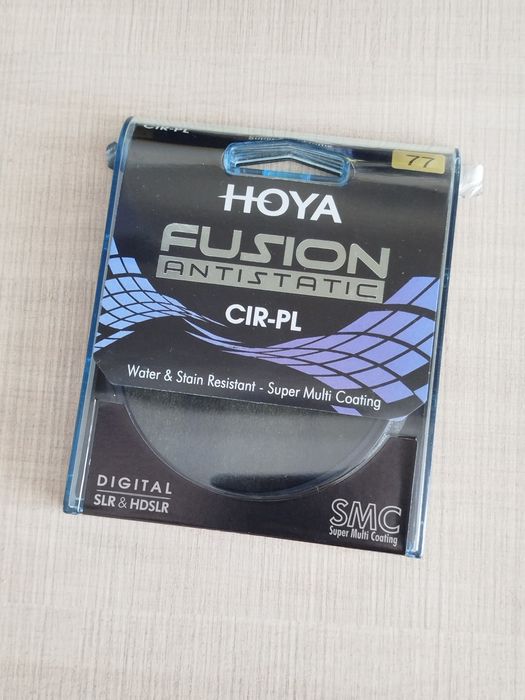 CIR-PL
77
HOYA
FUSION
ANTISTATIC
CIR-PL
Water & Stain Resistant - Super Multi Coating
DIGITAL
SLR & HDSLR
SMC
Super Multi Coating